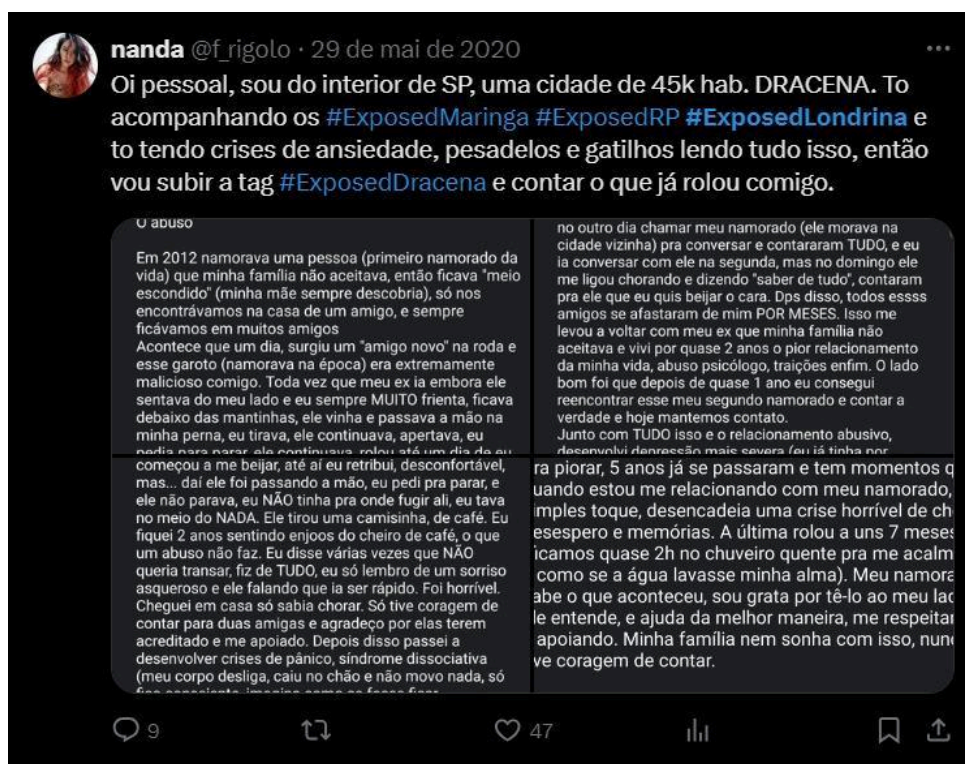 nanda @f_rigolo · 29 de mai de 2020
Oi pessoal, sou do interior de SP, uma cidade de 45k hab. DRACENA. To
acompanhando os #ExposedMaringa #ExposedRP #ExposedLondrina e
to tendo crises de ansiedade, pesadelos e gatilhos lendo tudo isso, então
vou subir a tag #ExposedDracena e contar o que já rolou comigo.
O abuso
Em 2012 namorava uma pessoa (primeiro namorado da
vida) que minha família não aceitava, então ficava "meio
escondido" (minha mãe sempre descobria), só nos
encontrávamos na casa de um amigo, e sempre
ficávamos em muitos amigos
Acontece que um dia, surgiu um "amigo novo" na roda e
esse garoto (namorava na época) era extremamente
malicioso comigo. Toda vez que meu ex ia embora ele
sentava do meu lado e eu sempre MUITO frienta, ficava
debaixo das mantinhas, ele vinha e passava a mão na
minha perna, eu tirava, ele continuava, apertava, eu
pedia para parar, ele continuava, rolou até um dia de eu
no outro dia chamar meu namorado (ele morava na
cidade vizinha) pra conversar e contararam TUDO, e eu
ia conversar com ele na segunda, mas no domingo ele
me ligou chorando e dizendo "saber de tudo", contaram
pra ele que eu quis beijar o cara. Dps disso, todos essss
amigos se afastaram de mim POR MESES. Isso me
levou a voltar com meu ex que minha família não
aceitava e vivi por quase 2 anos o pior relacionamento
da minha vida, abuso psicólogo, traições enfim. O lado
bom foi que depois de quase 1 ano eu consegui
reencontrar esse meu segundo namorado e contar a
verdade e hoje mantemos contato.
Junto com TUDO isso e o relacionamento abusivo,
desenvolvi depressão mais severa (eu já tinha por
começou a me beijar, até aí eu retribui, desconfortável,
mas... daí ele foi passando a mão, eu pedi pra parar, e
ele não parava, eu NÃO tinha pra onde fugir ali, eu tava
no meio do NADA. Ele tirou uma camisinha, de café. Eu
fiquei 2 anos sentindo enjoos do cheiro de café, o que
um abuso não faz. Eu disse várias vezes que NÃO
queria transar, fiz de TUDO, eu só lembro de um sorriso
asqueroso e ele falando que ia ser rápido. Foi horrível.
Cheguei em casa só sabia chorar. Só tive coragem de
contar para duas amigas e agradeço por elas terem
acreditado e me apoiado. Depois disso passei a
desenvolver crises de pânico, síndrome dissociativa
(meu corpo desliga, caiu no chão e não movo nada, só
ra piorar, 5 anos já se passaram e tem momentos q
uando estou me relacionando com meu namorado,
imples toque, desencadeia uma crise horrível de ch
esespero e memórias. A última rolou a uns 7 meses
icamos quase 2h no chuveiro quente pra me acalm
como se a água lavasse minha alma). Meu namora
abe o que aconteceu, sou grata por tê-lo ao meu lad
le entende, e ajuda da melhor maneira, me respeitar
apoiando. Minha família nem sonha com isso, nunc
ve coragem de contar.
9
47